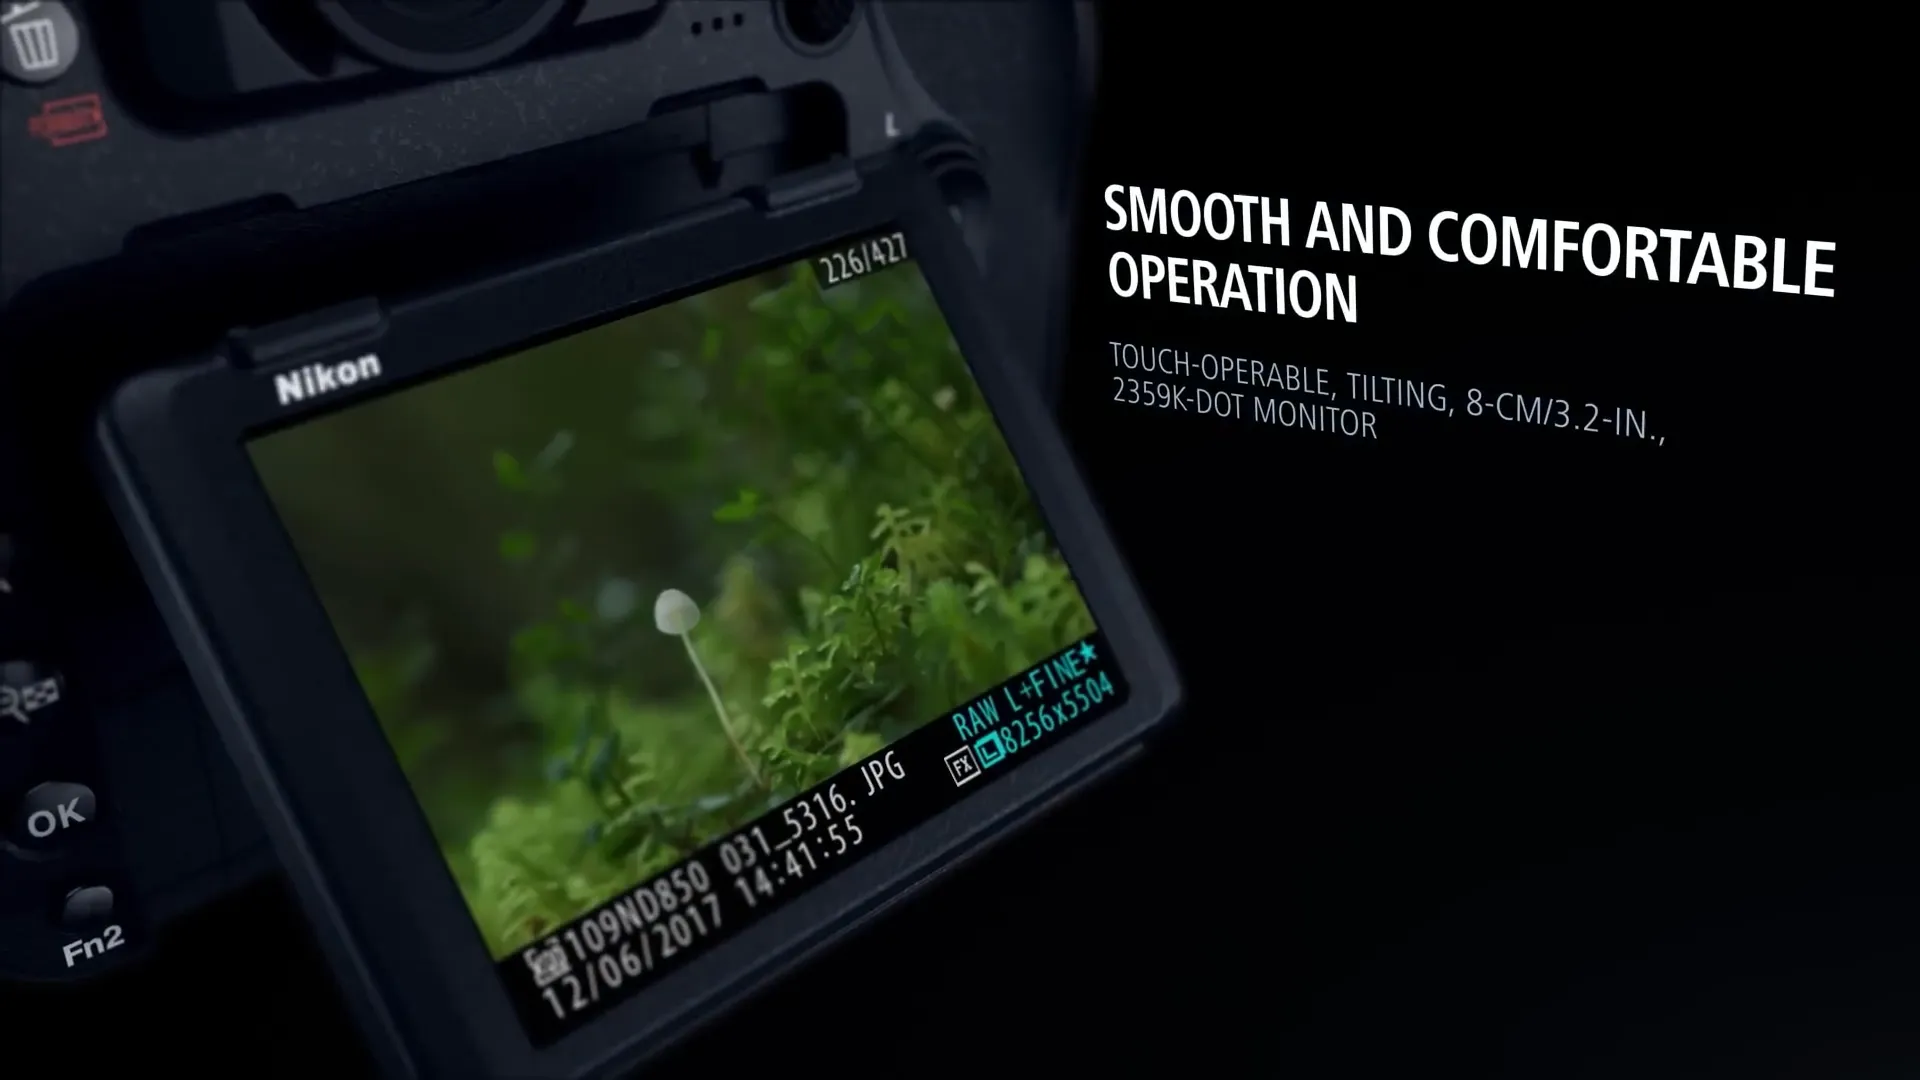 L
SMOOTH AND COMFORTABLE
OPERATION
TOUCH-OPERABLE, TILTING, 8-CM/3.2-IN.,
2359K-DOT MONITOR
226/427
Nikon
RAW L+FINE★
FX L 8256x5504
109ND850 031_5316.JPG
12/06/2017 14:41:55
OK
Fn2